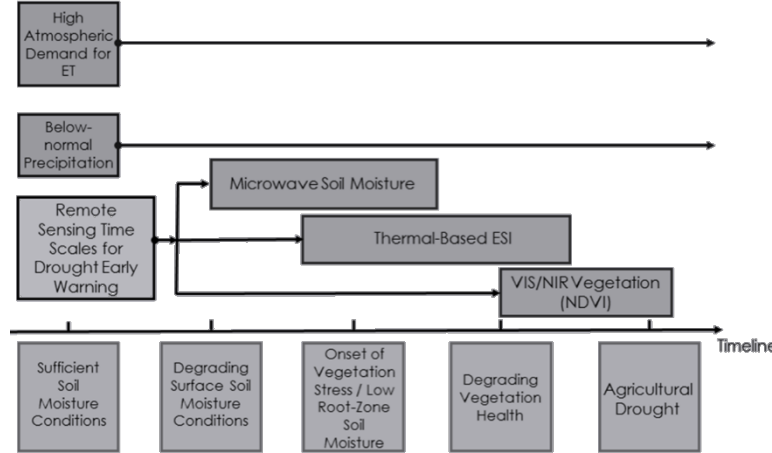 High
Atmospheric
Demand for
ET
Below-
normal
Precipitation
Microwave Soil Moisture
Remote
Sensing Time
Scales for
Drought Early
Warning
Thermal-Based ESI
VIS/NIR Vegetation
(NDVI)
Timeline
Sufficient
Soil
Moisture
Conditions
Degrading
Surface Soil
Moisture
Conditions
Onset of
Vegetation
Stress / Low
Root-Zone
Soil
Moisture
Degrading
Vegetation
Health
Agricultural
Drought